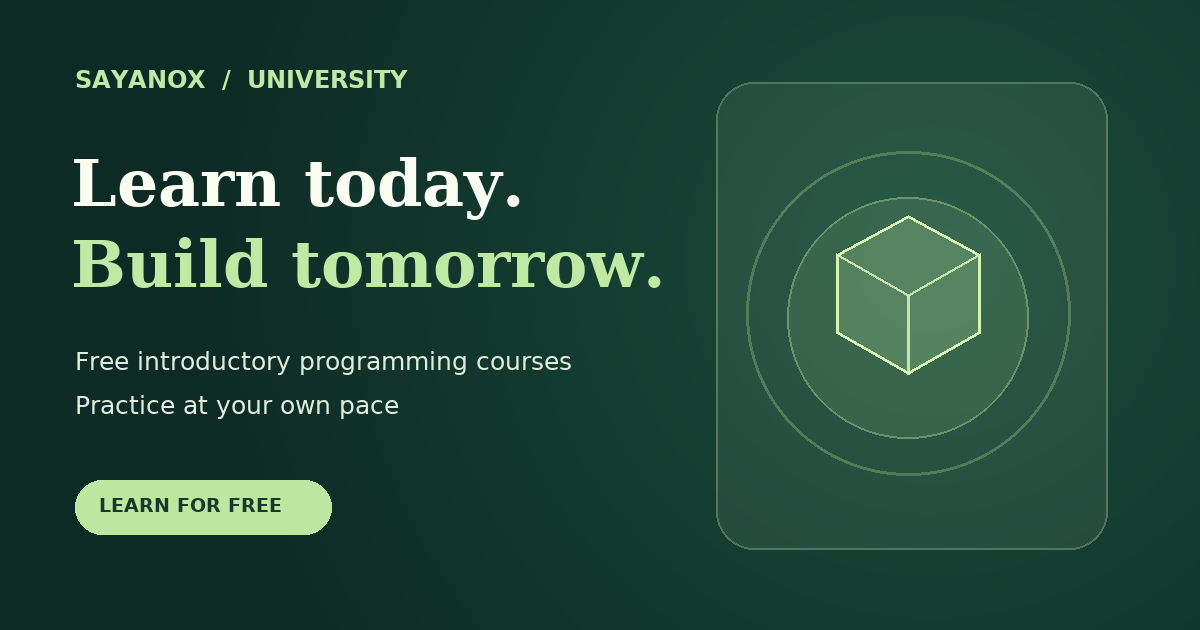 SAYANOX / UNIVERSITY
Learn today.
Build tomorrow.
Free introductory programming courses
Practice at your own pace
LEARN FOR FREE